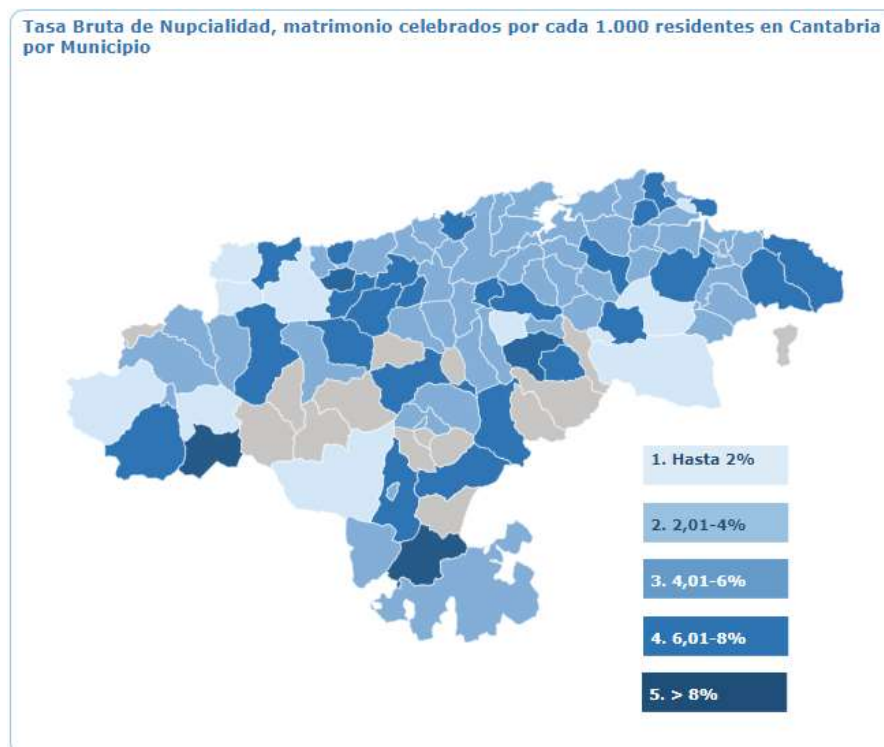 Tasa Bruta de Nupcialidad, matrimonio celebrados por cada 1.000 residentes en Cantabria
por Municipio
1. Hasta 2%
2. 2,01-4%
3. 4,01-6%
4. 6,01-8%
5. > 8%